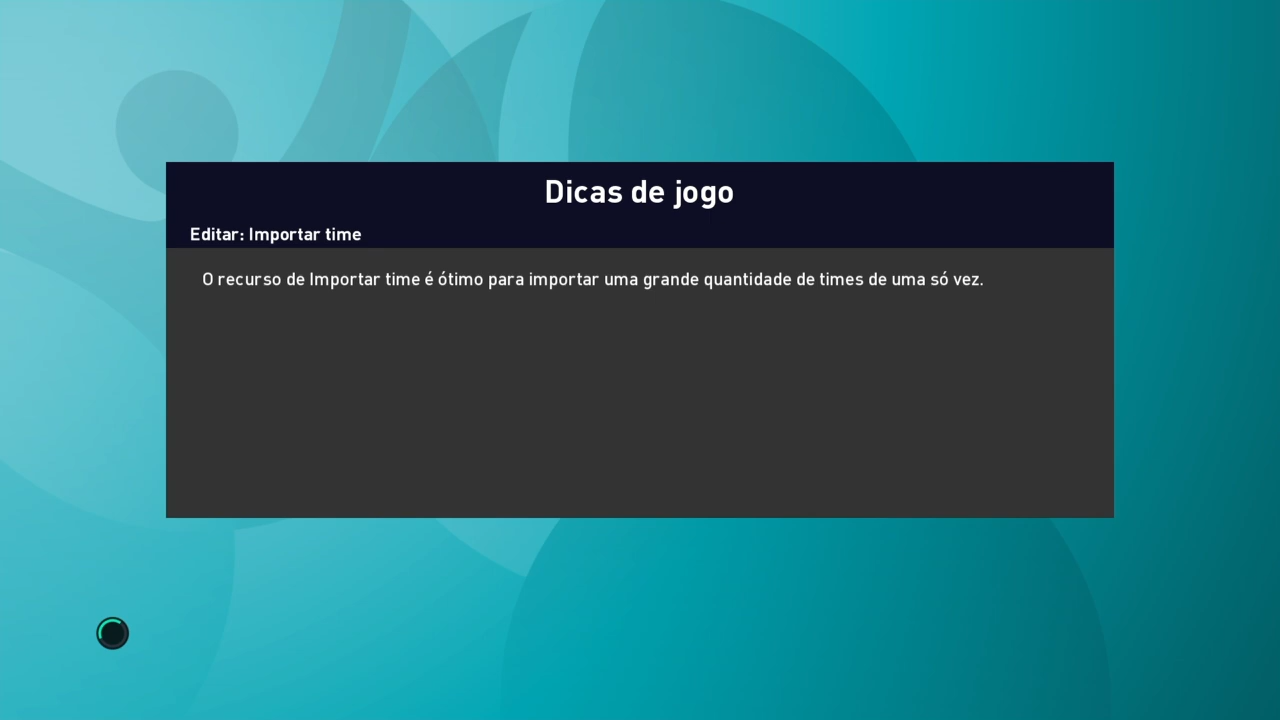 Dicas de jogo
Editar: Importar time
O recurso de Importar time é ótimo para importar uma grande quantidade de times de uma só vez.